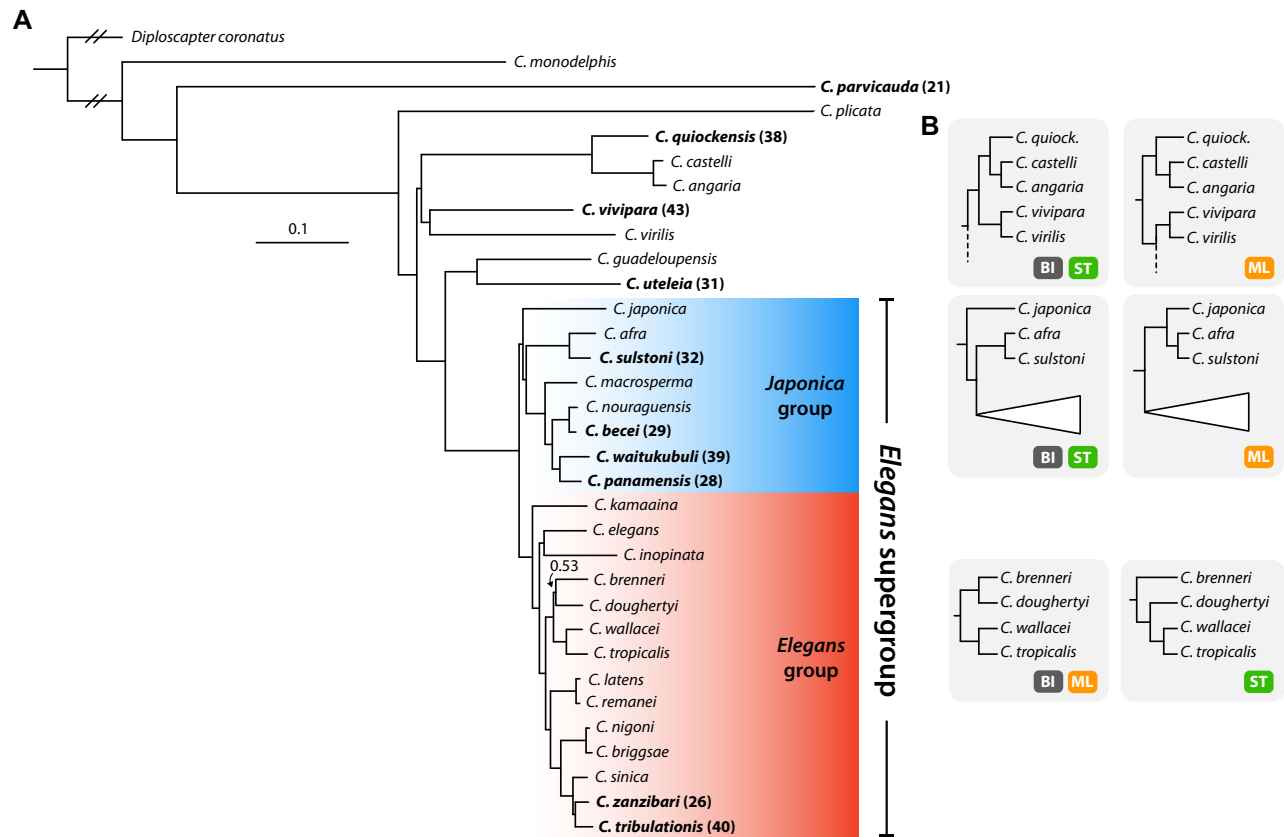 A
Diploscapter coronatus
C. monodelphis
C. parvicauda (21)
C. plicata
C. quiockensis (38)
C. castelli
C. angaria
C. vivipara (43)
C. virilis
0.1
C. guadeloupensis
C. uteleia (31)
C. japonica
C. afra
C. sulstoni (32)
C. macrosperma
C. nouraguensis
C. becei (29)
C. waitukubuli (39)
C. panamensis (28)
Japonica
group
C. kamaaina
C. elegans
C. inopinata
0.53
C. brenneri
C. doughertyi
C. wallacei
C. tropicalis
C. latens
C. remanei
C. nigoni
C. briggsae
C. sinica
C. zanzibari (26)
C. tribulationis (40)
Elegans
group
Elegans supergroup
B
C. quiock.
C. castelli
C. angaria
C. vivipara
C. virilis
BI ST
C. quiock.
C. castelli
C. angaria
C. vivipara
C. virilis
ML
C. japonica
C. afra
C. sulstoni
BI ST
C. japonica
C. afra
C. sulstoni
ML
C. brenneri
C. doughertyi
C. wallacei
C. tropicalis
BI ML
C. brenneri
C. doughertyi
C. wallacei
C. tropicalis
ST